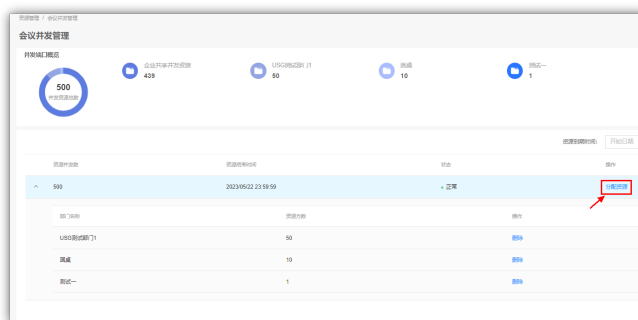 资源管理 / 会议并发管理
会议并发管理
并发端口概览
500
并发资源总数
企业共享并发资源
439
USG测试部门1
50
国桌
10
测试一
1
资源到期时间:
开始日期
资源并发数
资源到期时间
状态
操作
500
2023/05/22 23:59:59
正常
分配资源
部门名称
资源方数
操作
USG测试部门1
50
删除
10
删除
测试一
1
删除